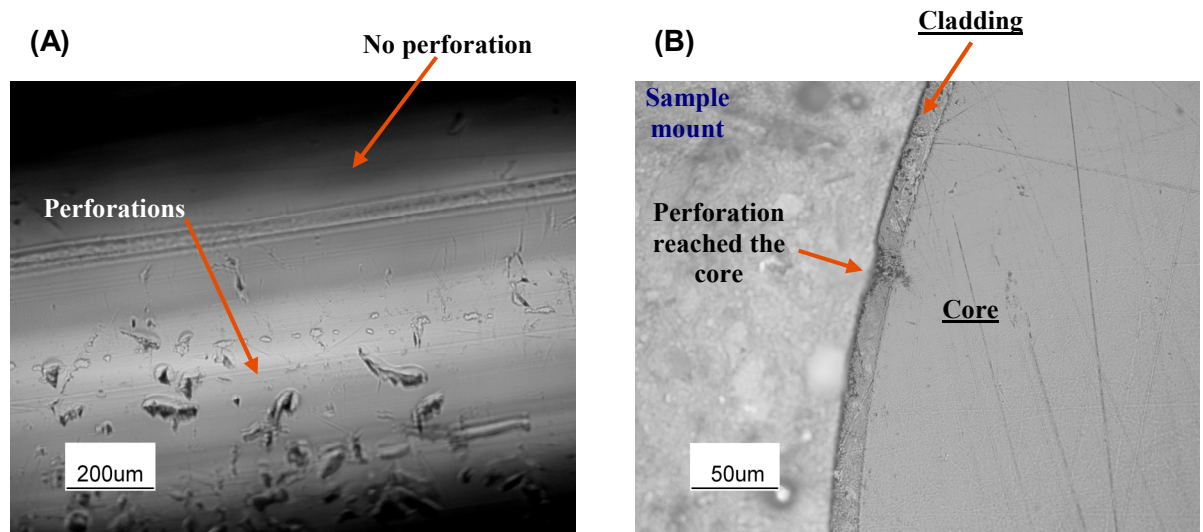 (A)
No perforation
Perforations
200um
(B)
Cladding
Sample
mount
Perforation
reached the
core
Core
50um